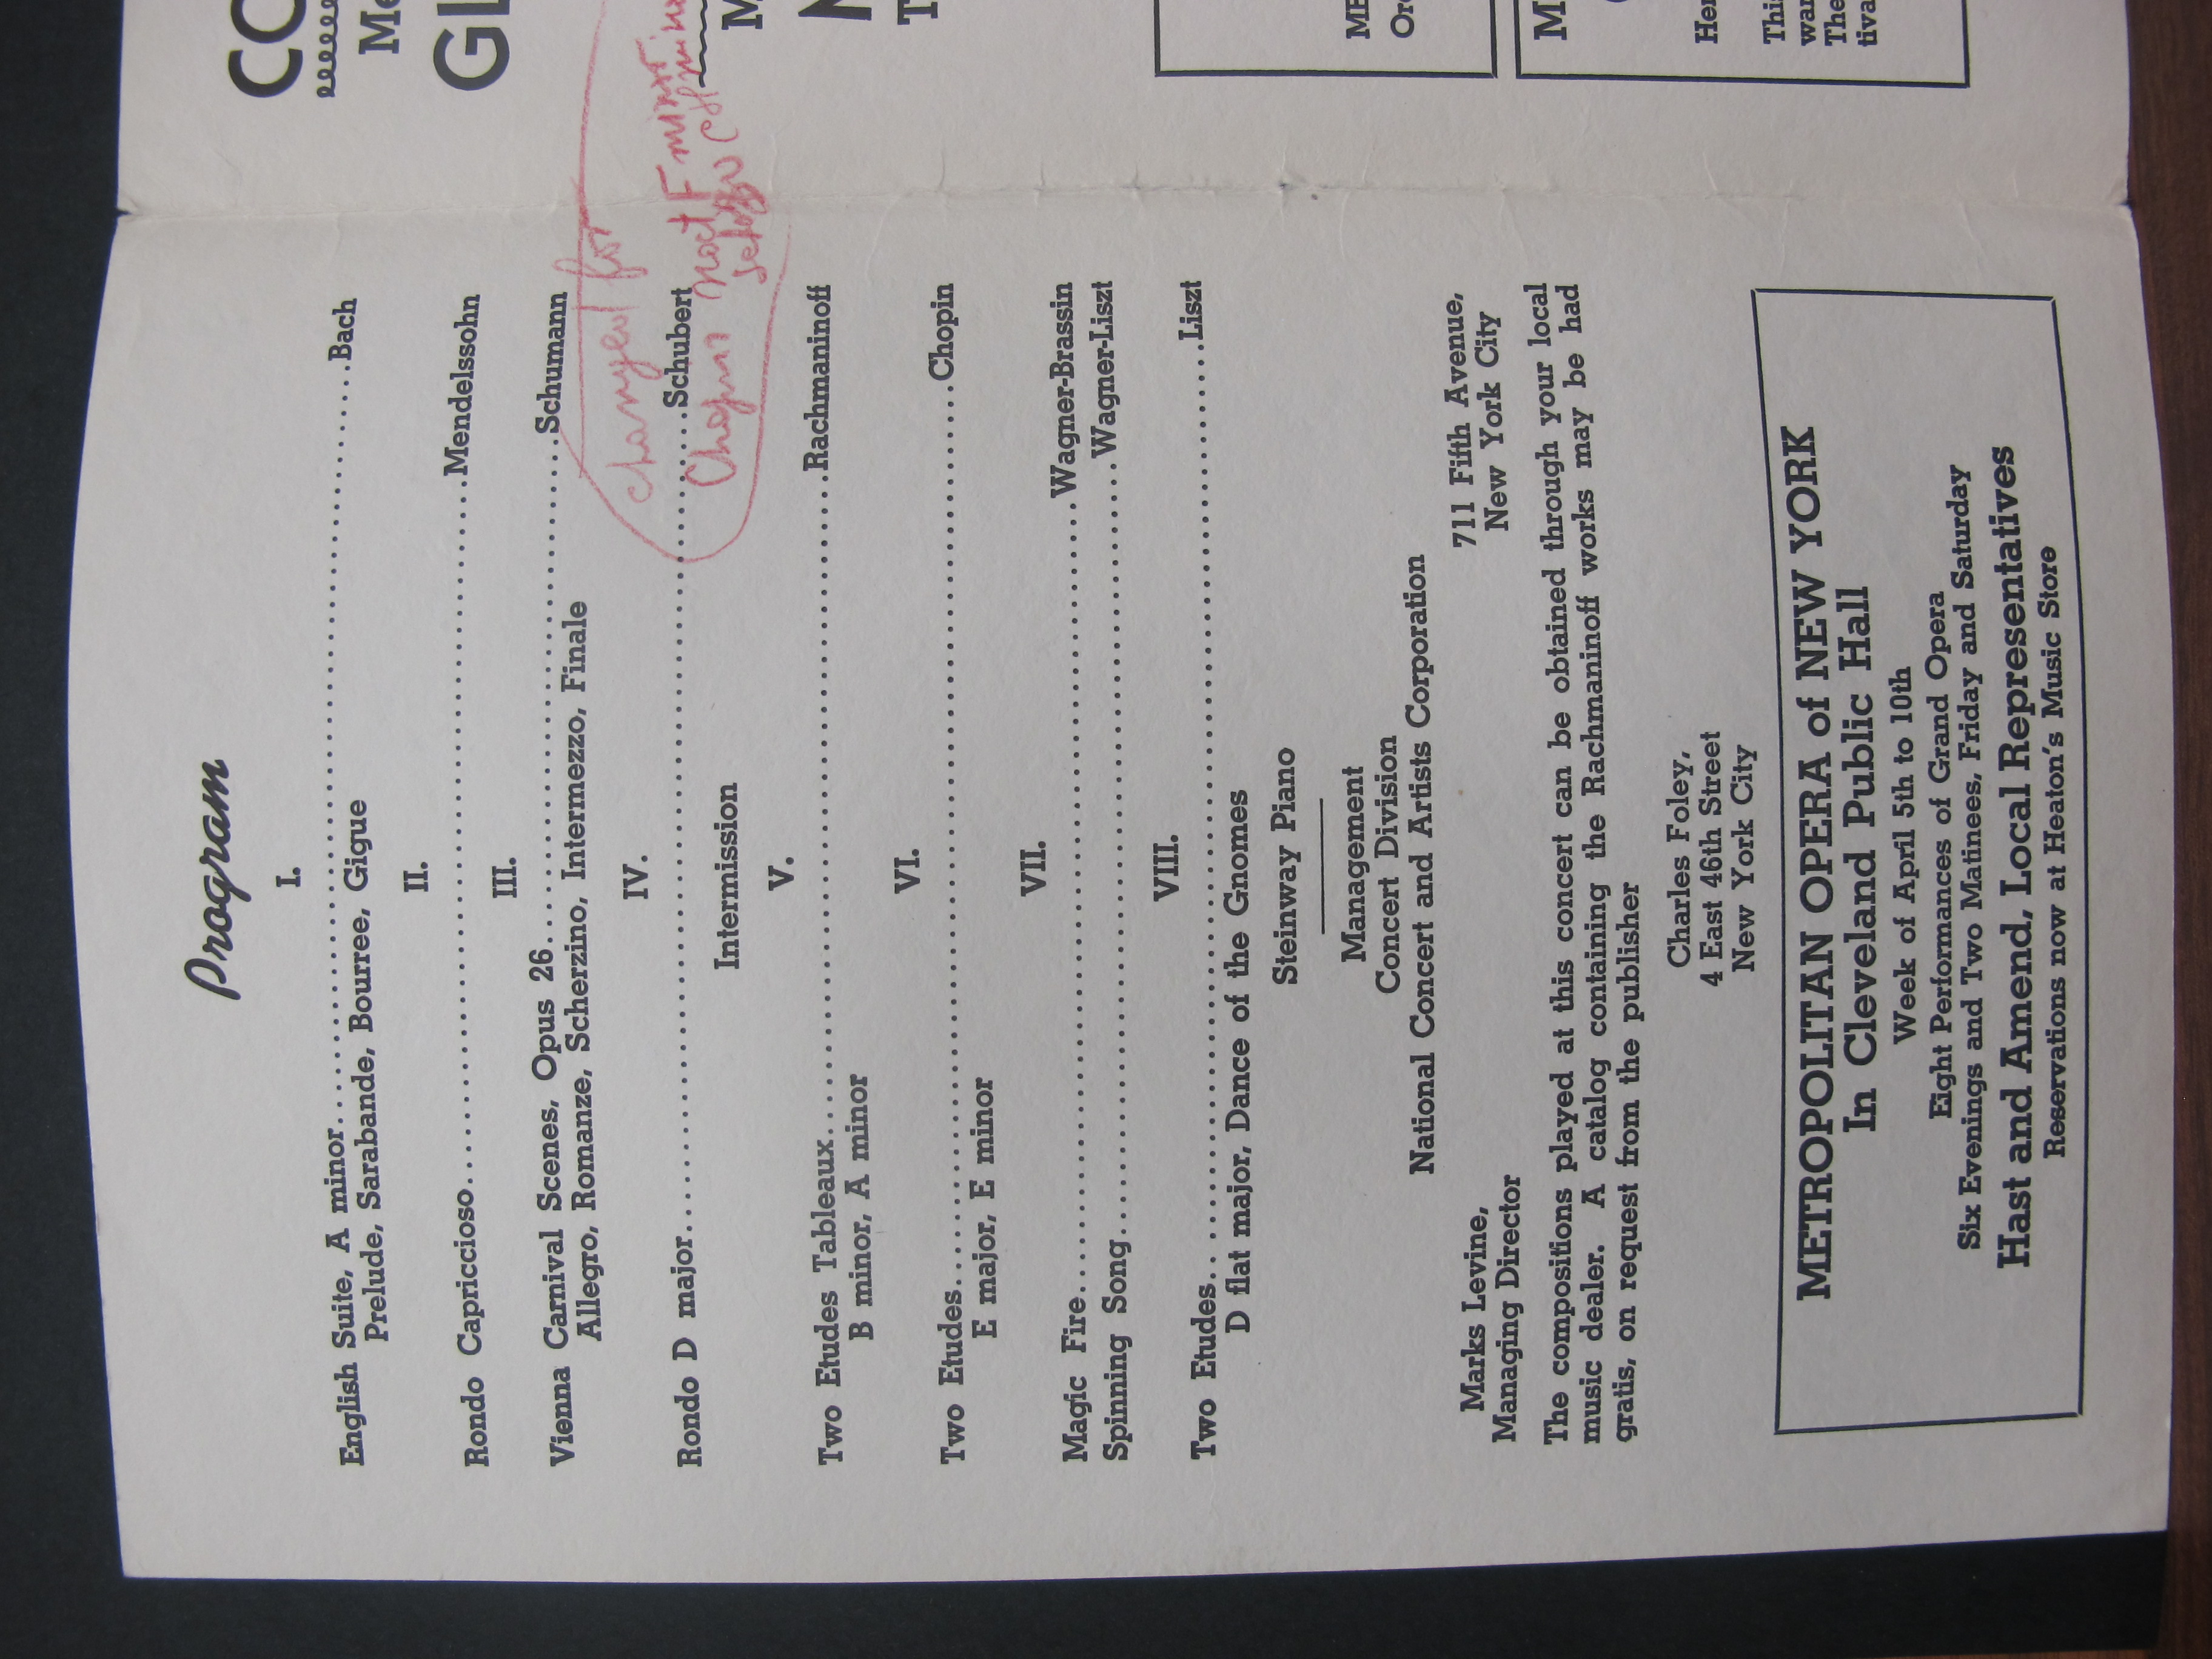 Program
I.
English Suite, A minor..........Bach
Prelude, Sarabande, Bourree, Gigue
II.
Rondo Capriccioso..........Mendelssohn
III.
Vienna Carnival Scenes, Opus 26..........Schumann
Allegro, Romanze, Scherzino, Intermezzo, Finale
changed for
IV.
Rondo D major..........Schubert
Chopin Noct F minor
Scherzo C# minor
Intermission
V.
Two Etudes Tableaux..........Rachmaninoff
B minor, A minor
VI.
Two Etudes..........Chopin
E major, E minor
VII.
Magic Fire..........Wagner-Brassin
Spinning Song..........Wagner-Liszt
VIII.
Two Etudes..........Liszt
D flat major, Dance of the Gnomes
Steinway Piano
Management
Concert Division
National Concert and Artists Corporation
Marks Levine,
Managing Director
711 Fifth Avenue,
New York City
The compositions played at this concert can be obtained through your local
music dealer. A catalog containing the Rachmaninoff works may be had
gratis, on request from the publisher
Charles Foley,
4 East 46th Street
New York City
METROPOLITAN OPERA of NEW YORK
In Cleveland Public Hall
Week of April 5th to 10th
Eight Performances of Grand Opera
Six Evenings and Two Matinees, Friday and Saturday
Hast and Amend, Local Representatives
Reservations now at Heaton's Music Store